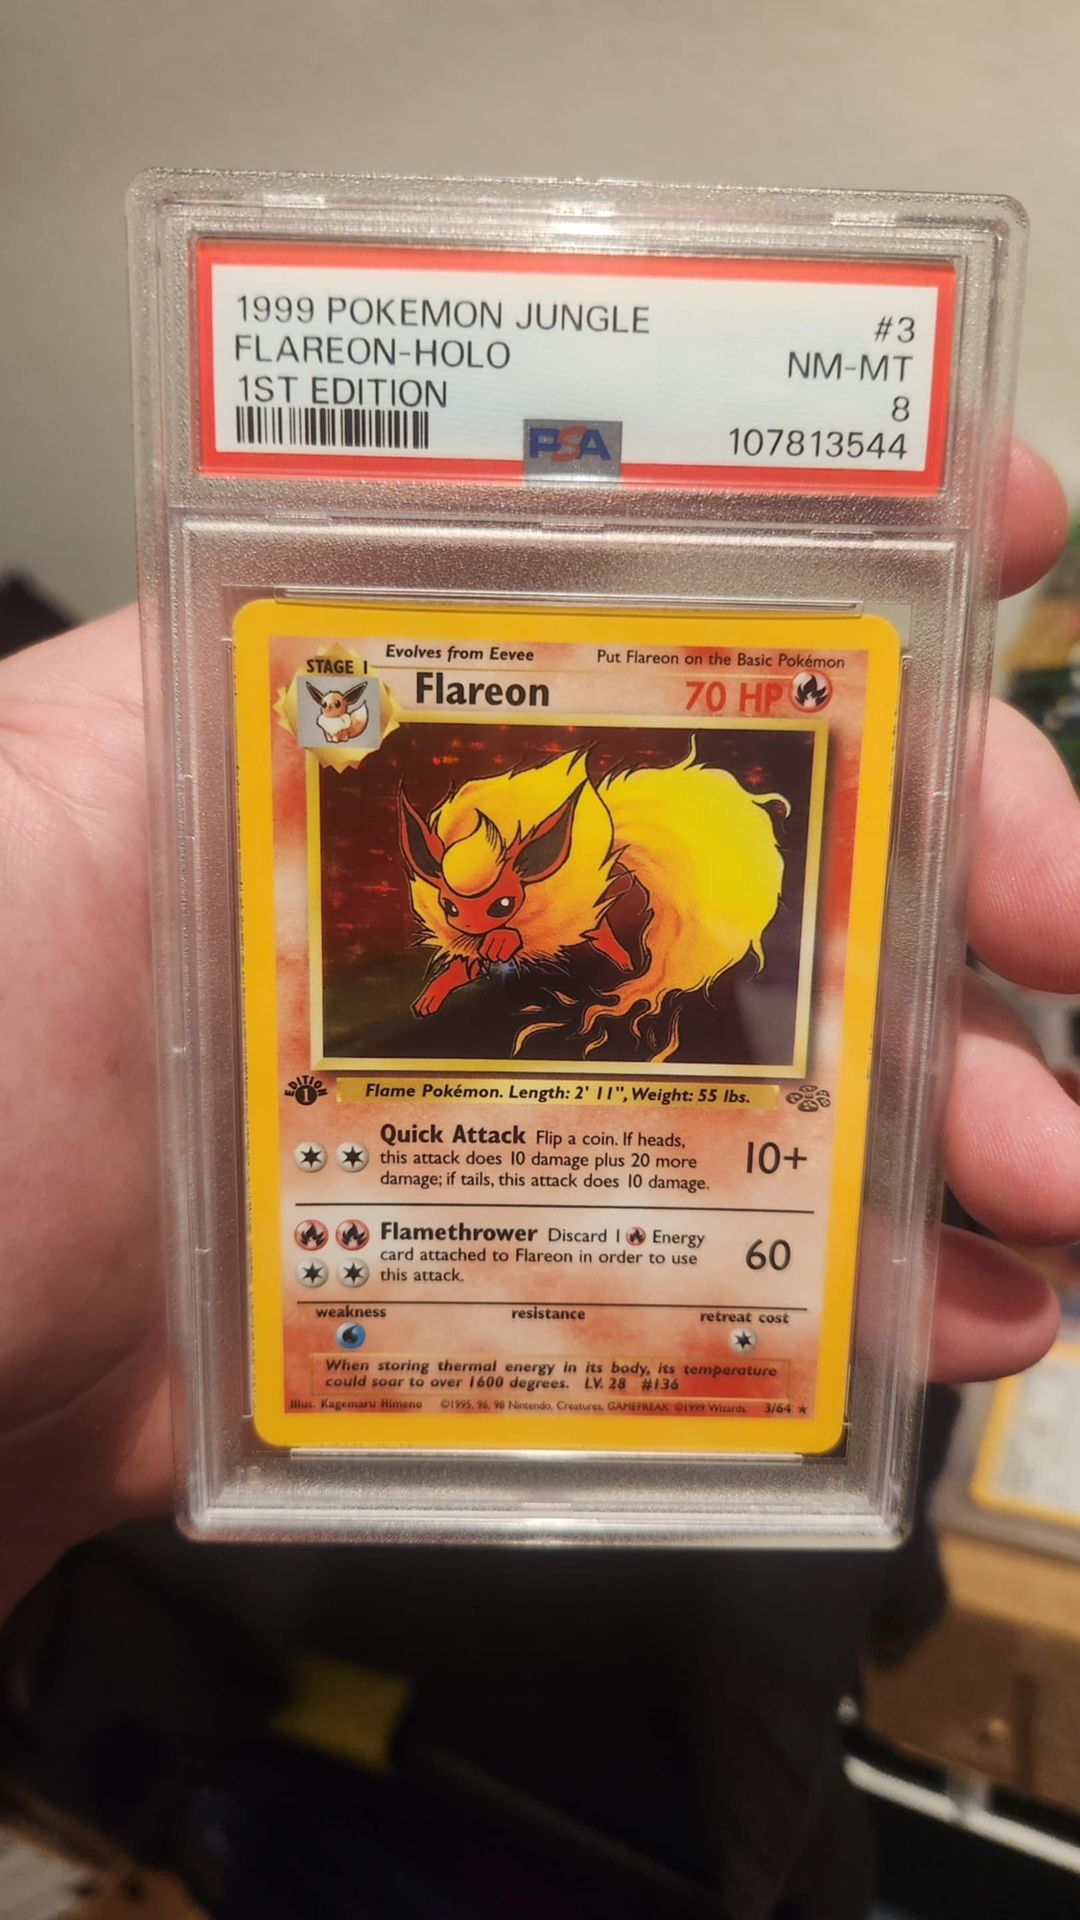 1999 POKEMON JUNGLE #3
FLAREON-HOLO NM-MT
1ST EDITION 8
PSA 107813544
Evolves from Eevee Put Flareon on the Basic Pokémon
STAGE 1 Flareon 70 HP
EDITION 1
Flame Pokémon. Length: 2' 11", Weight: 55 lbs.
Quick Attack Flip a coin. If heads,
this attack does 10 damage plus 20 more
damage; if tails, this attack does 10 damage.
10+
Flamethrower Discard 1 Energy
card attached to Flareon in order to use
this attack.
60
weakness resistance retreat cost
When storing thermal energy in its body, its temperature
could soar to over 1600 degrees. LV. 28 #136
Illus. Kagemaru Himeno ©1995, 96, 98 Nintendo, Creatures, GAMEFREAK. ©1999 Wizards. 3/64 ★